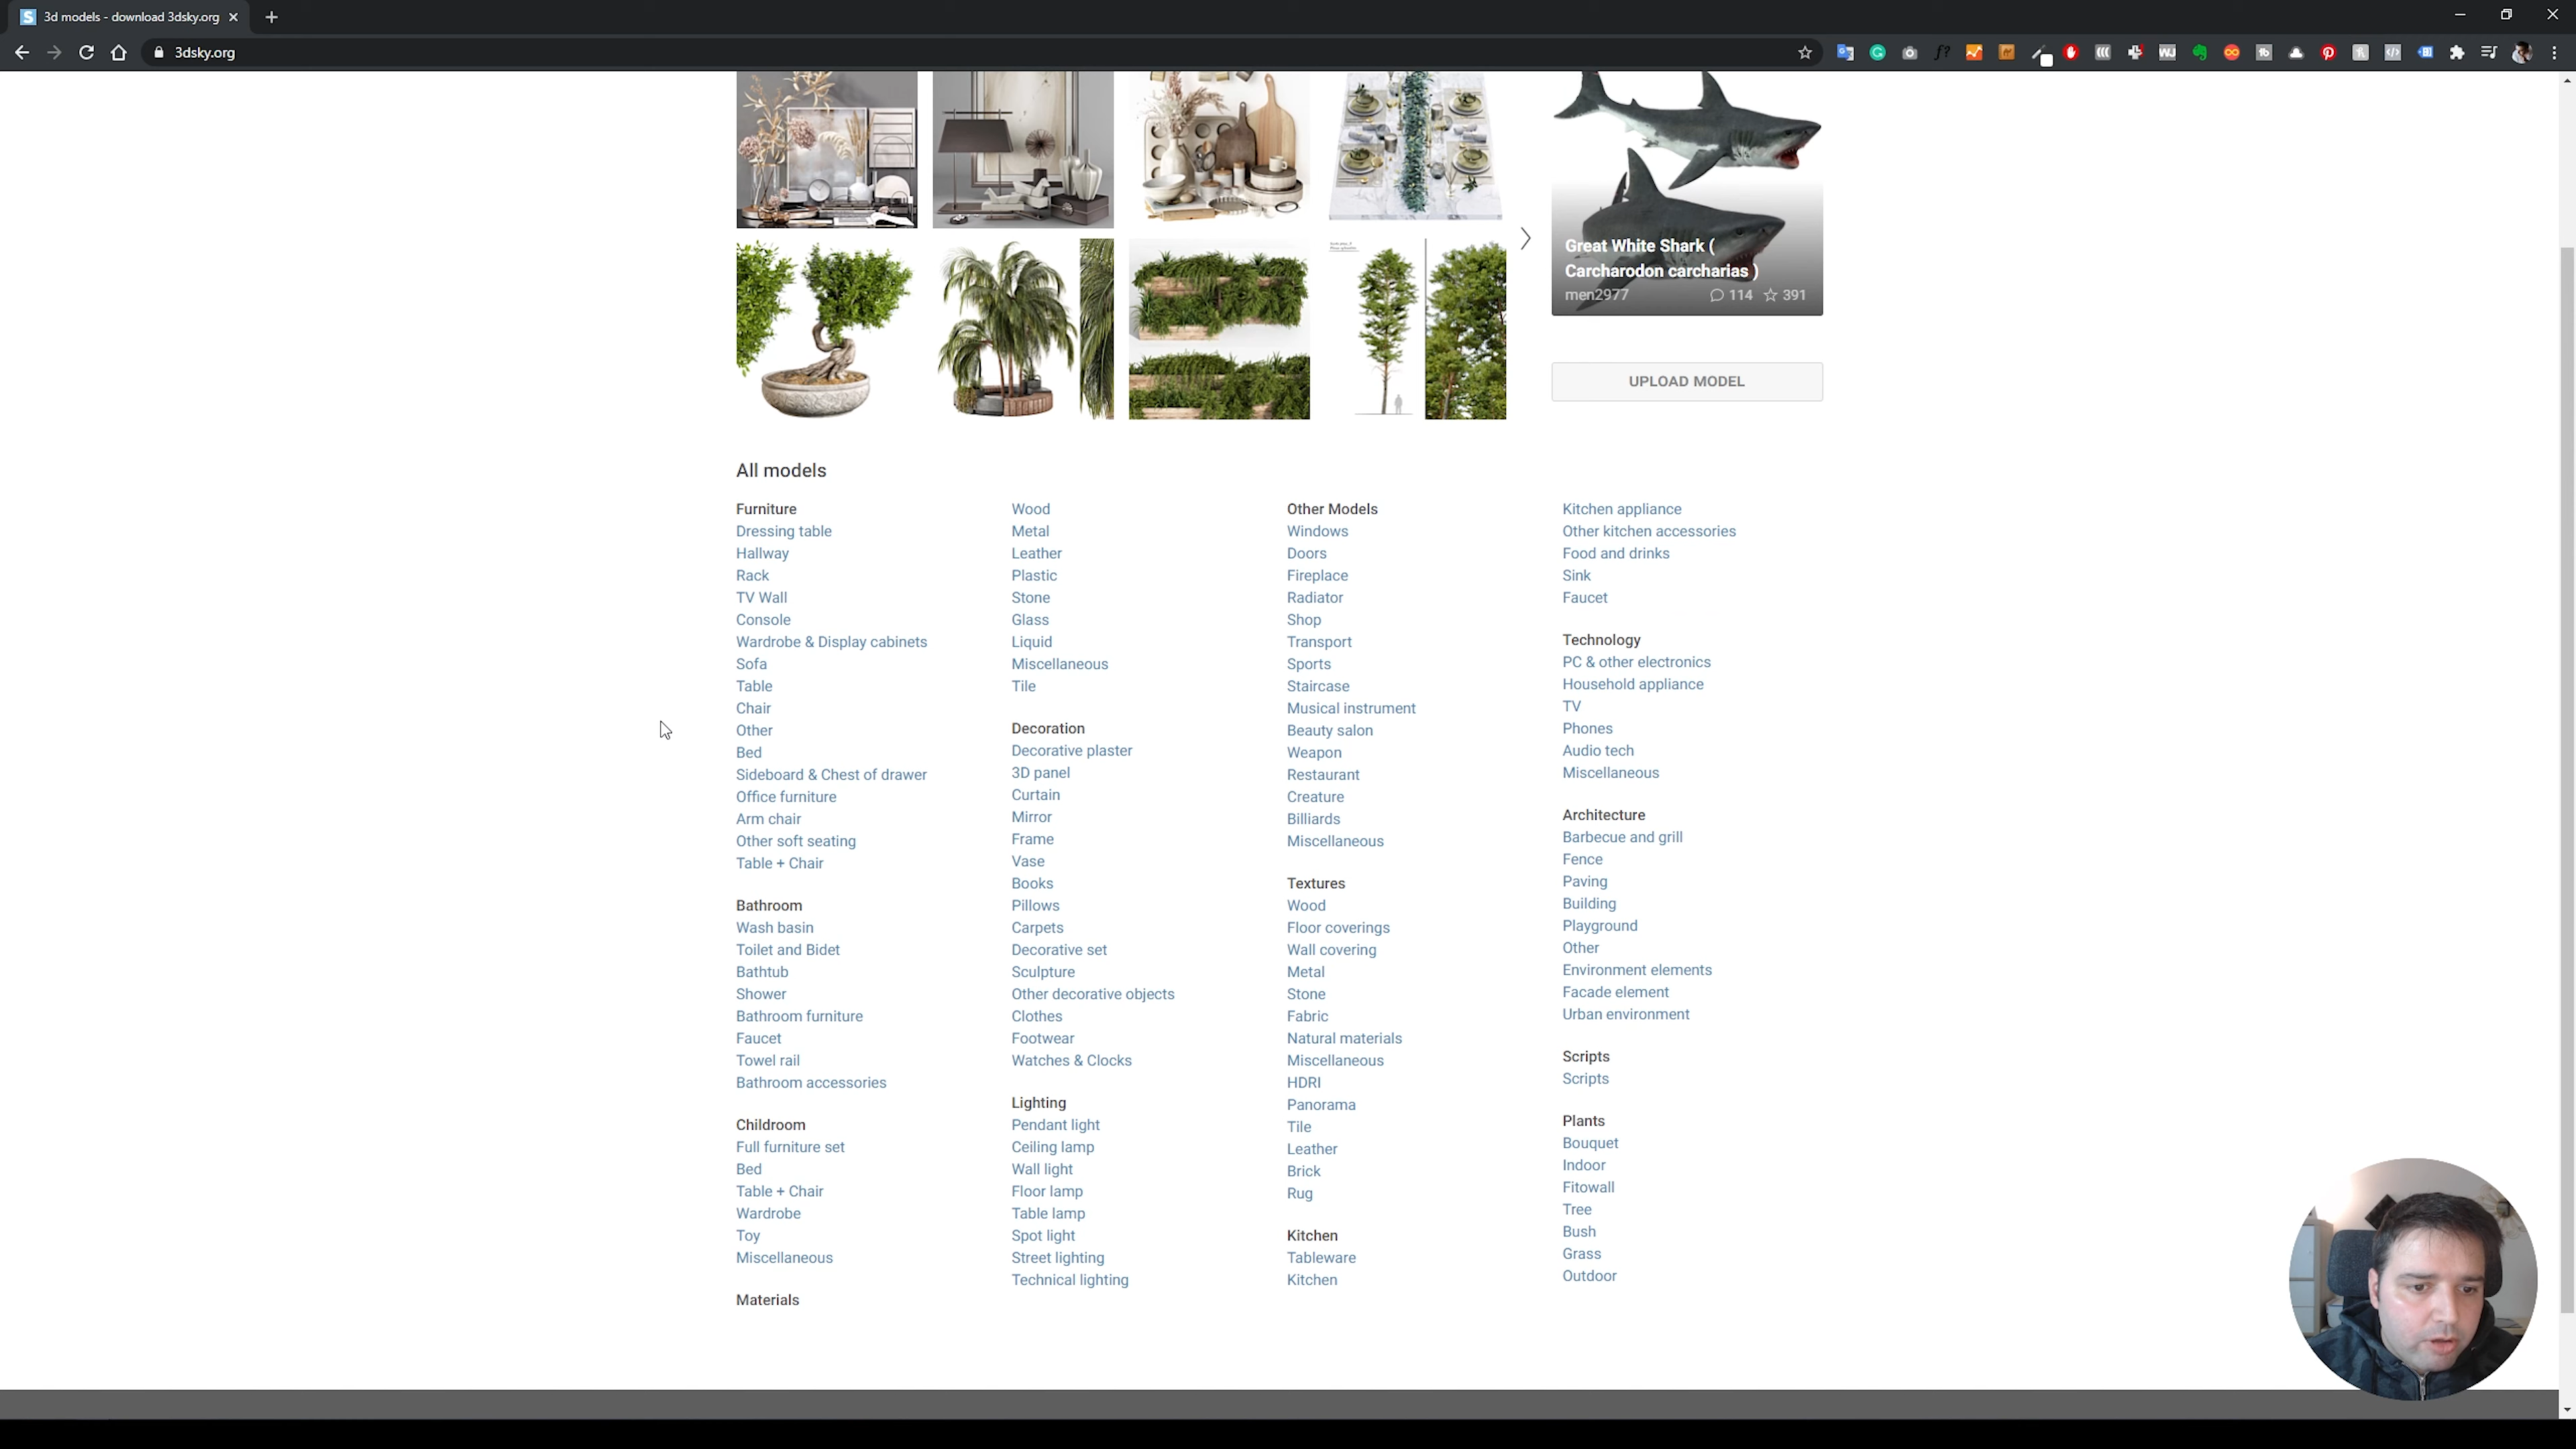 3d models - download 3dsky.org
3dsky.org
Great White Shark (
Carcharodon carcharias )
men2977 114 391
UPLOAD MODEL
All models
Furniture
Dressing table
Hallway
Rack
TV Wall
Console
Wardrobe & Display cabinets
Sofa
Table
Chair
Other
Bed
Sideboard & Chest of drawer
Office furniture
Arm chair
Other soft seating
Table + Chair
Bathroom
Wash basin
Toilet and Bidet
Bathtub
Shower
Bathroom furniture
Faucet
Towel rail
Bathroom accessories
Childroom
Full furniture set
Bed
Table + Chair
Wardrobe
Toy
Miscellaneous
Materials
Wood
Metal
Leather
Plastic
Stone
Glass
Liquid
Miscellaneous
Tile
Decoration
Decorative plaster
3D panel
Curtain
Mirror
Frame
Vase
Books
Pillows
Carpets
Decorative set
Sculpture
Other decorative objects
Clothes
Footwear
Watches & Clocks
Lighting
Pendant light
Ceiling lamp
Wall light
Floor lamp
Table lamp
Spot light
Street lighting
Technical lighting
Other Models
Windows
Doors
Fireplace
Radiator
Shop
Transport
Sports
Staircase
Musical instrument
Beauty salon
Weapon
Restaurant
Creature
Billiards
Miscellaneous
Textures
Wood
Floor coverings
Wall covering
Metal
Stone
Fabric
Natural materials
Miscellaneous
HDRI
Panorama
Tile
Leather
Brick
Rug
Kitchen
Tableware
Kitchen
Kitchen appliance
Other kitchen accessories
Food and drinks
Sink
Faucet
Technology
PC & other electronics
Household appliance
TV
Phones
Audio tech
Miscellaneous
Architecture
Barbecue and grill
Fence
Paving
Building
Playground
Other
Environment elements
Facade element
Urban environment
Scripts
Scripts
Plants
Bouquet
Indoor
Fitowall
Tree
Bush
Grass
Outdoor